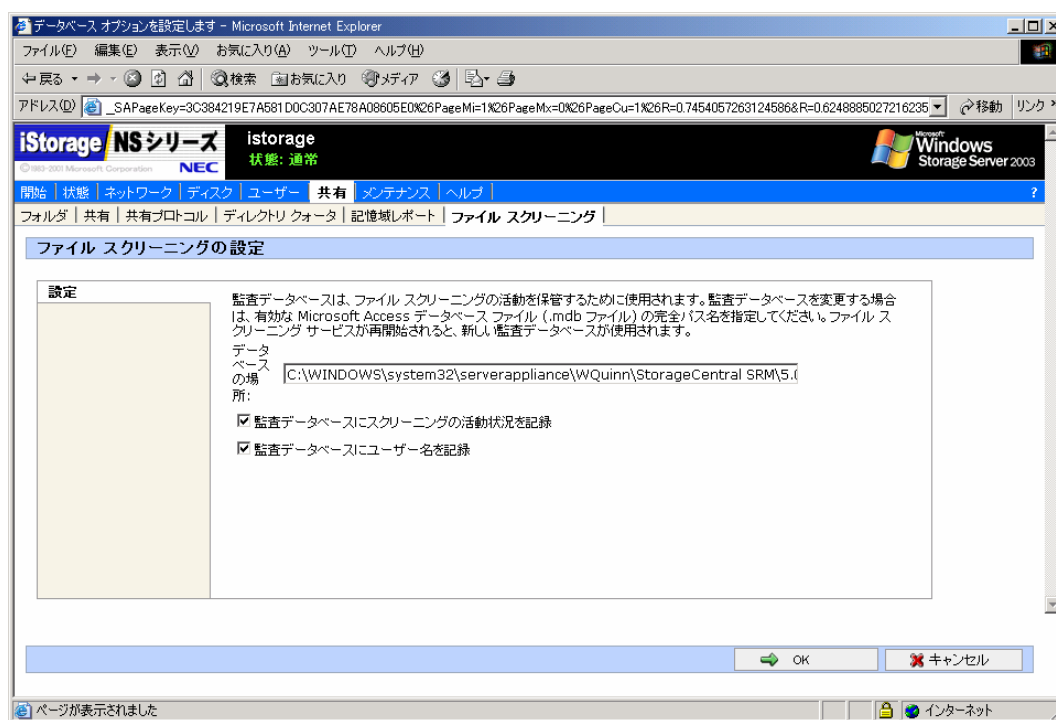 データベース オプションを設定します - Microsoft Internet Explorer
ファイル(F) 編集(E) 表示(V) お気に入り(A) ツール(T) ヘルプ(H)
戻る 検索 お気に入り メディア
アドレス(D) _SAPageKey=3C384219E7A581D0C307AE78A08605E0%26PageMi=1%26PageMx=0%26PageCu=1%26R=0.7454057263124586&R=0.6248885027216235 移動 リンク »
iStorage NSシリーズ
©1983-2001 Microsoft Corporation NEC
istorage
状態: 通常
Microsoft Windows Storage Server 2003
開始 | 状態 | ネットワーク | ディスク | ユーザー | 共有 | メンテナンス | ヘルプ | ?
フォルダ | 共有 | 共有プロトコル | ディレクトリ クォータ | 記憶域レポート | ファイル スクリーニング |
ファイル スクリーニングの設定
設定
監査データベースは、ファイル スクリーニングの活動を保管するために使用されます。監査データベースを変更する場合
は、有効な Microsoft Access データベース ファイル (.mdb ファイル) の完全パス名を指定してください。ファイル ス
クリーニング サービスが再開始されると、新しい監査データベースが使用されます。
データ
ベース
の場
所:
C:\WINDOWS\system32\serverappliance\WQuinn\StorageCentral SRM\5.(
監査データベースにスクリーニングの活動状況を記録
監査データベースにユーザー名を記録
OK
キャンセル
ページが表示されました
インターネット